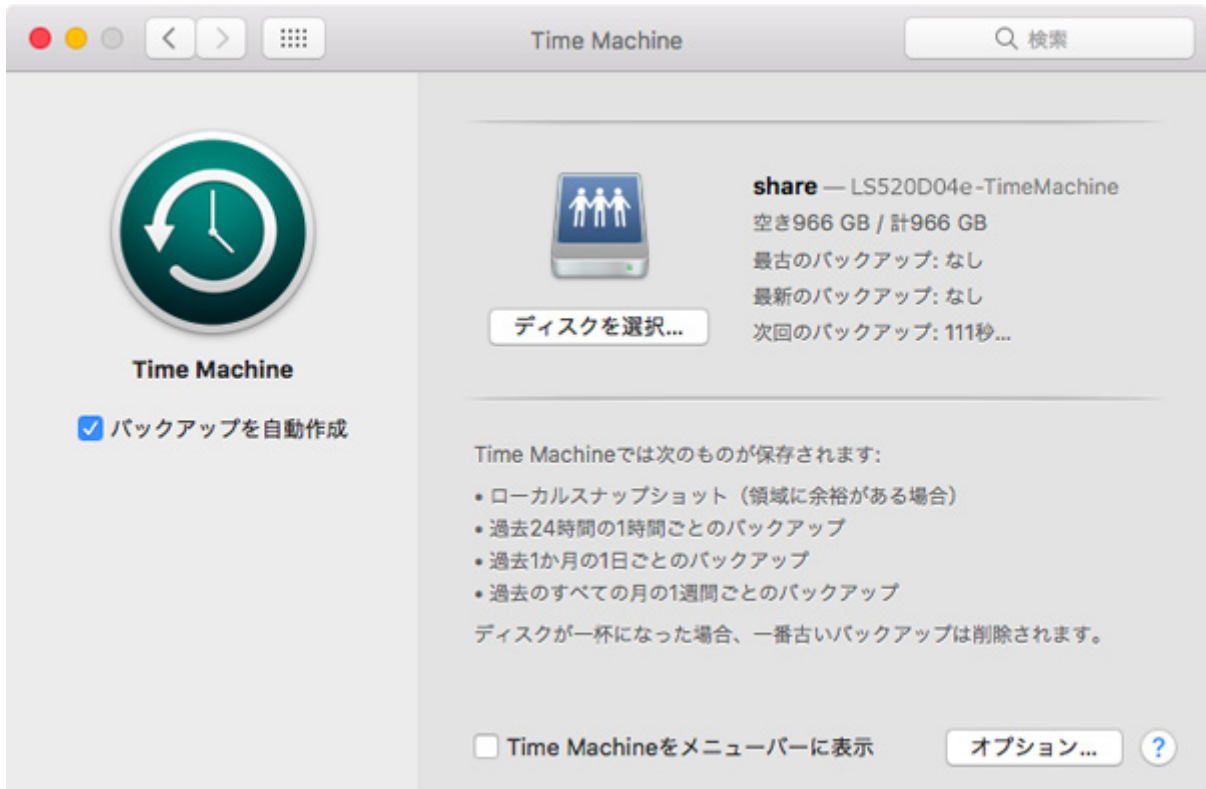 Time Machine
検索
share — LS520D04e-TimeMachine
空き966 GB / 計966 GB
最古のバックアップ: なし
最新のバックアップ: なし
次回のバックアップ: 111秒...
ディスクを選択...
Time Machine
バックアップを自動作成
Time Machineでは次のものが保存されます:
• ローカルスナップショット（領域に余裕がある場合）
• 過去24時間の1時間ごとのバックアップ
• 過去1か月の1日ごとのバックアップ
• 過去のすべての月の1週間ごとのバックアップ
ディスクが一杯になった場合、一番古いバックアップは削除されます。
Time Machineをメニューバーに表示
オプション...
?